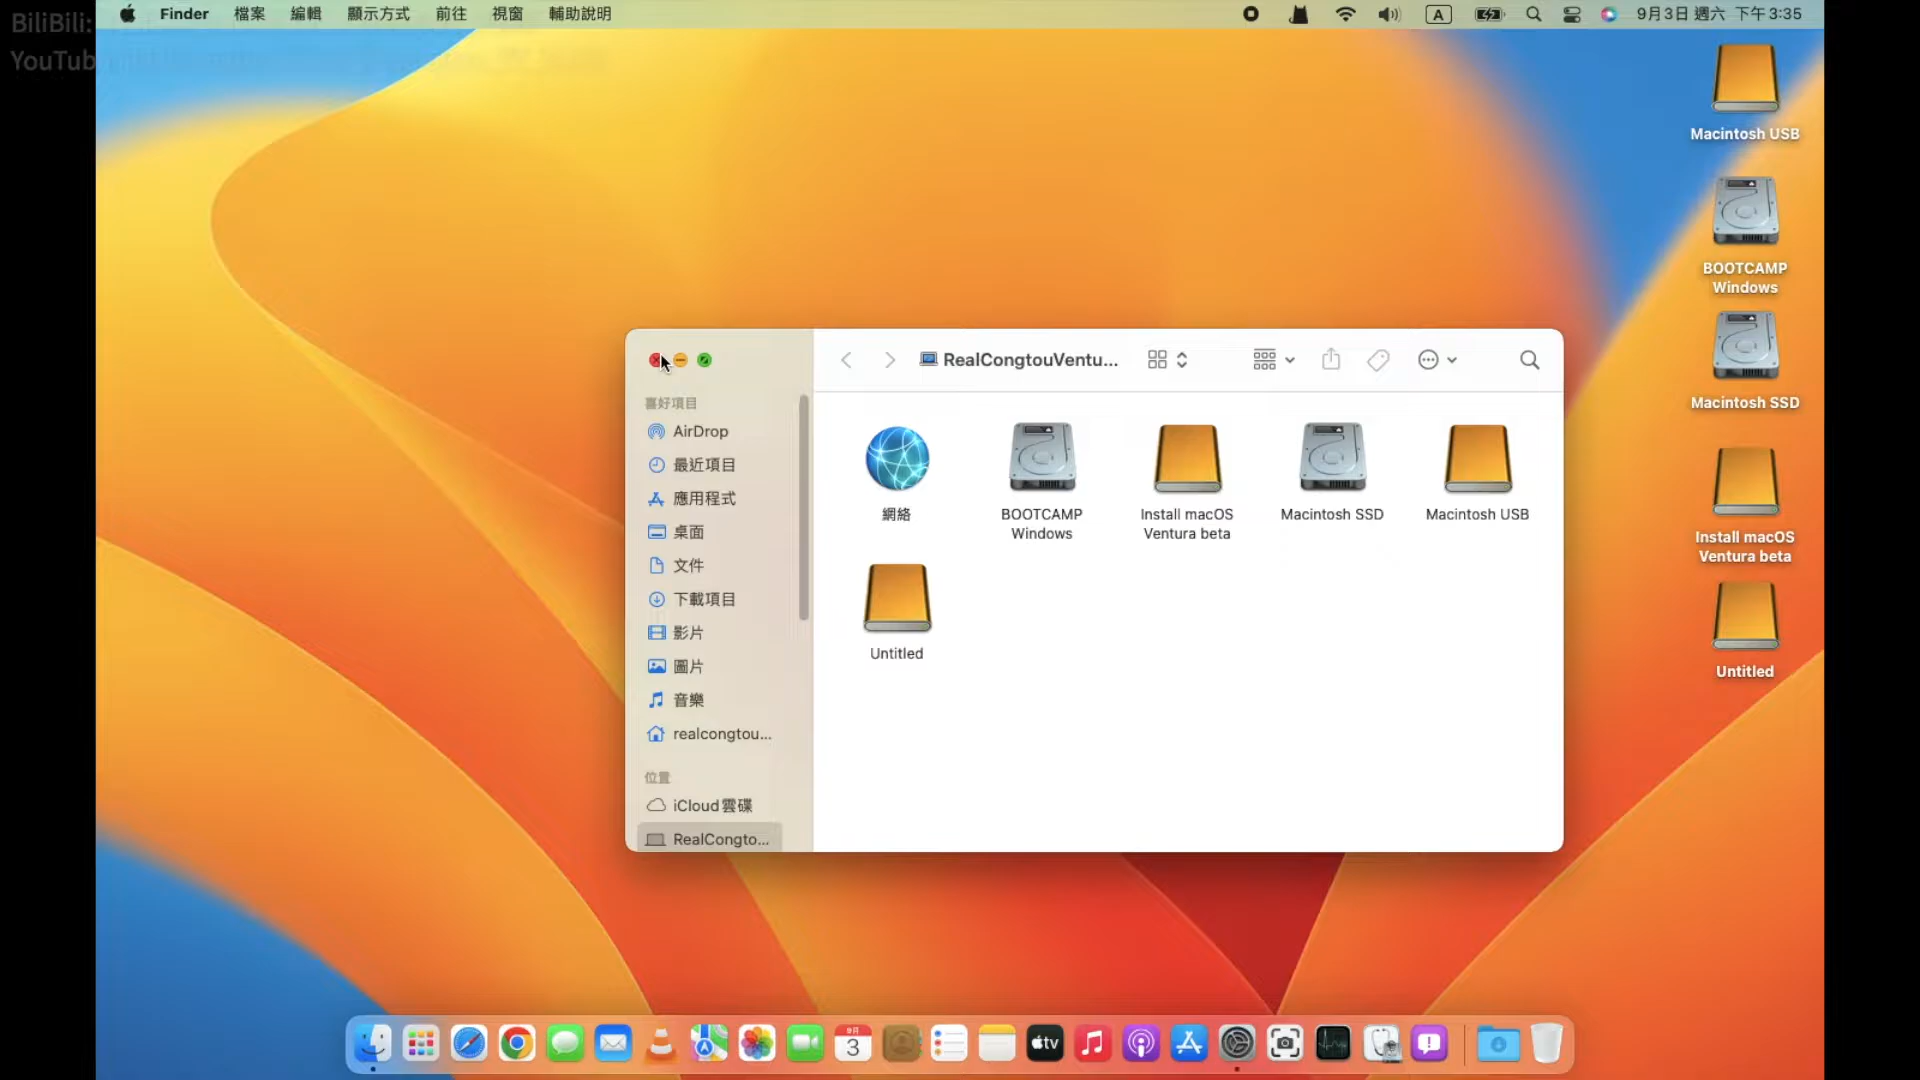 BiliBili:
YouTub
Finder 檔案 編輯 顯示方式 前往 視窗 輔助說明
A
9月3日 週六 下午3:35
Macintosh USB
BOOTCAMP
Windows
Macintosh SSD
Install macOS
Ventura beta
Untitled
RealCongtouVentu...
喜好項目
AirDrop
最近項目
應用程式
桌面
文件
下載項目
影片
圖片
音樂
realcongtou...
位置
iCloud雲碟
RealCongto...
網絡
BOOTCAMP
Windows
Install macOS
Ventura beta
Macintosh SSD
Macintosh USB
Untitled
9月
3
tv